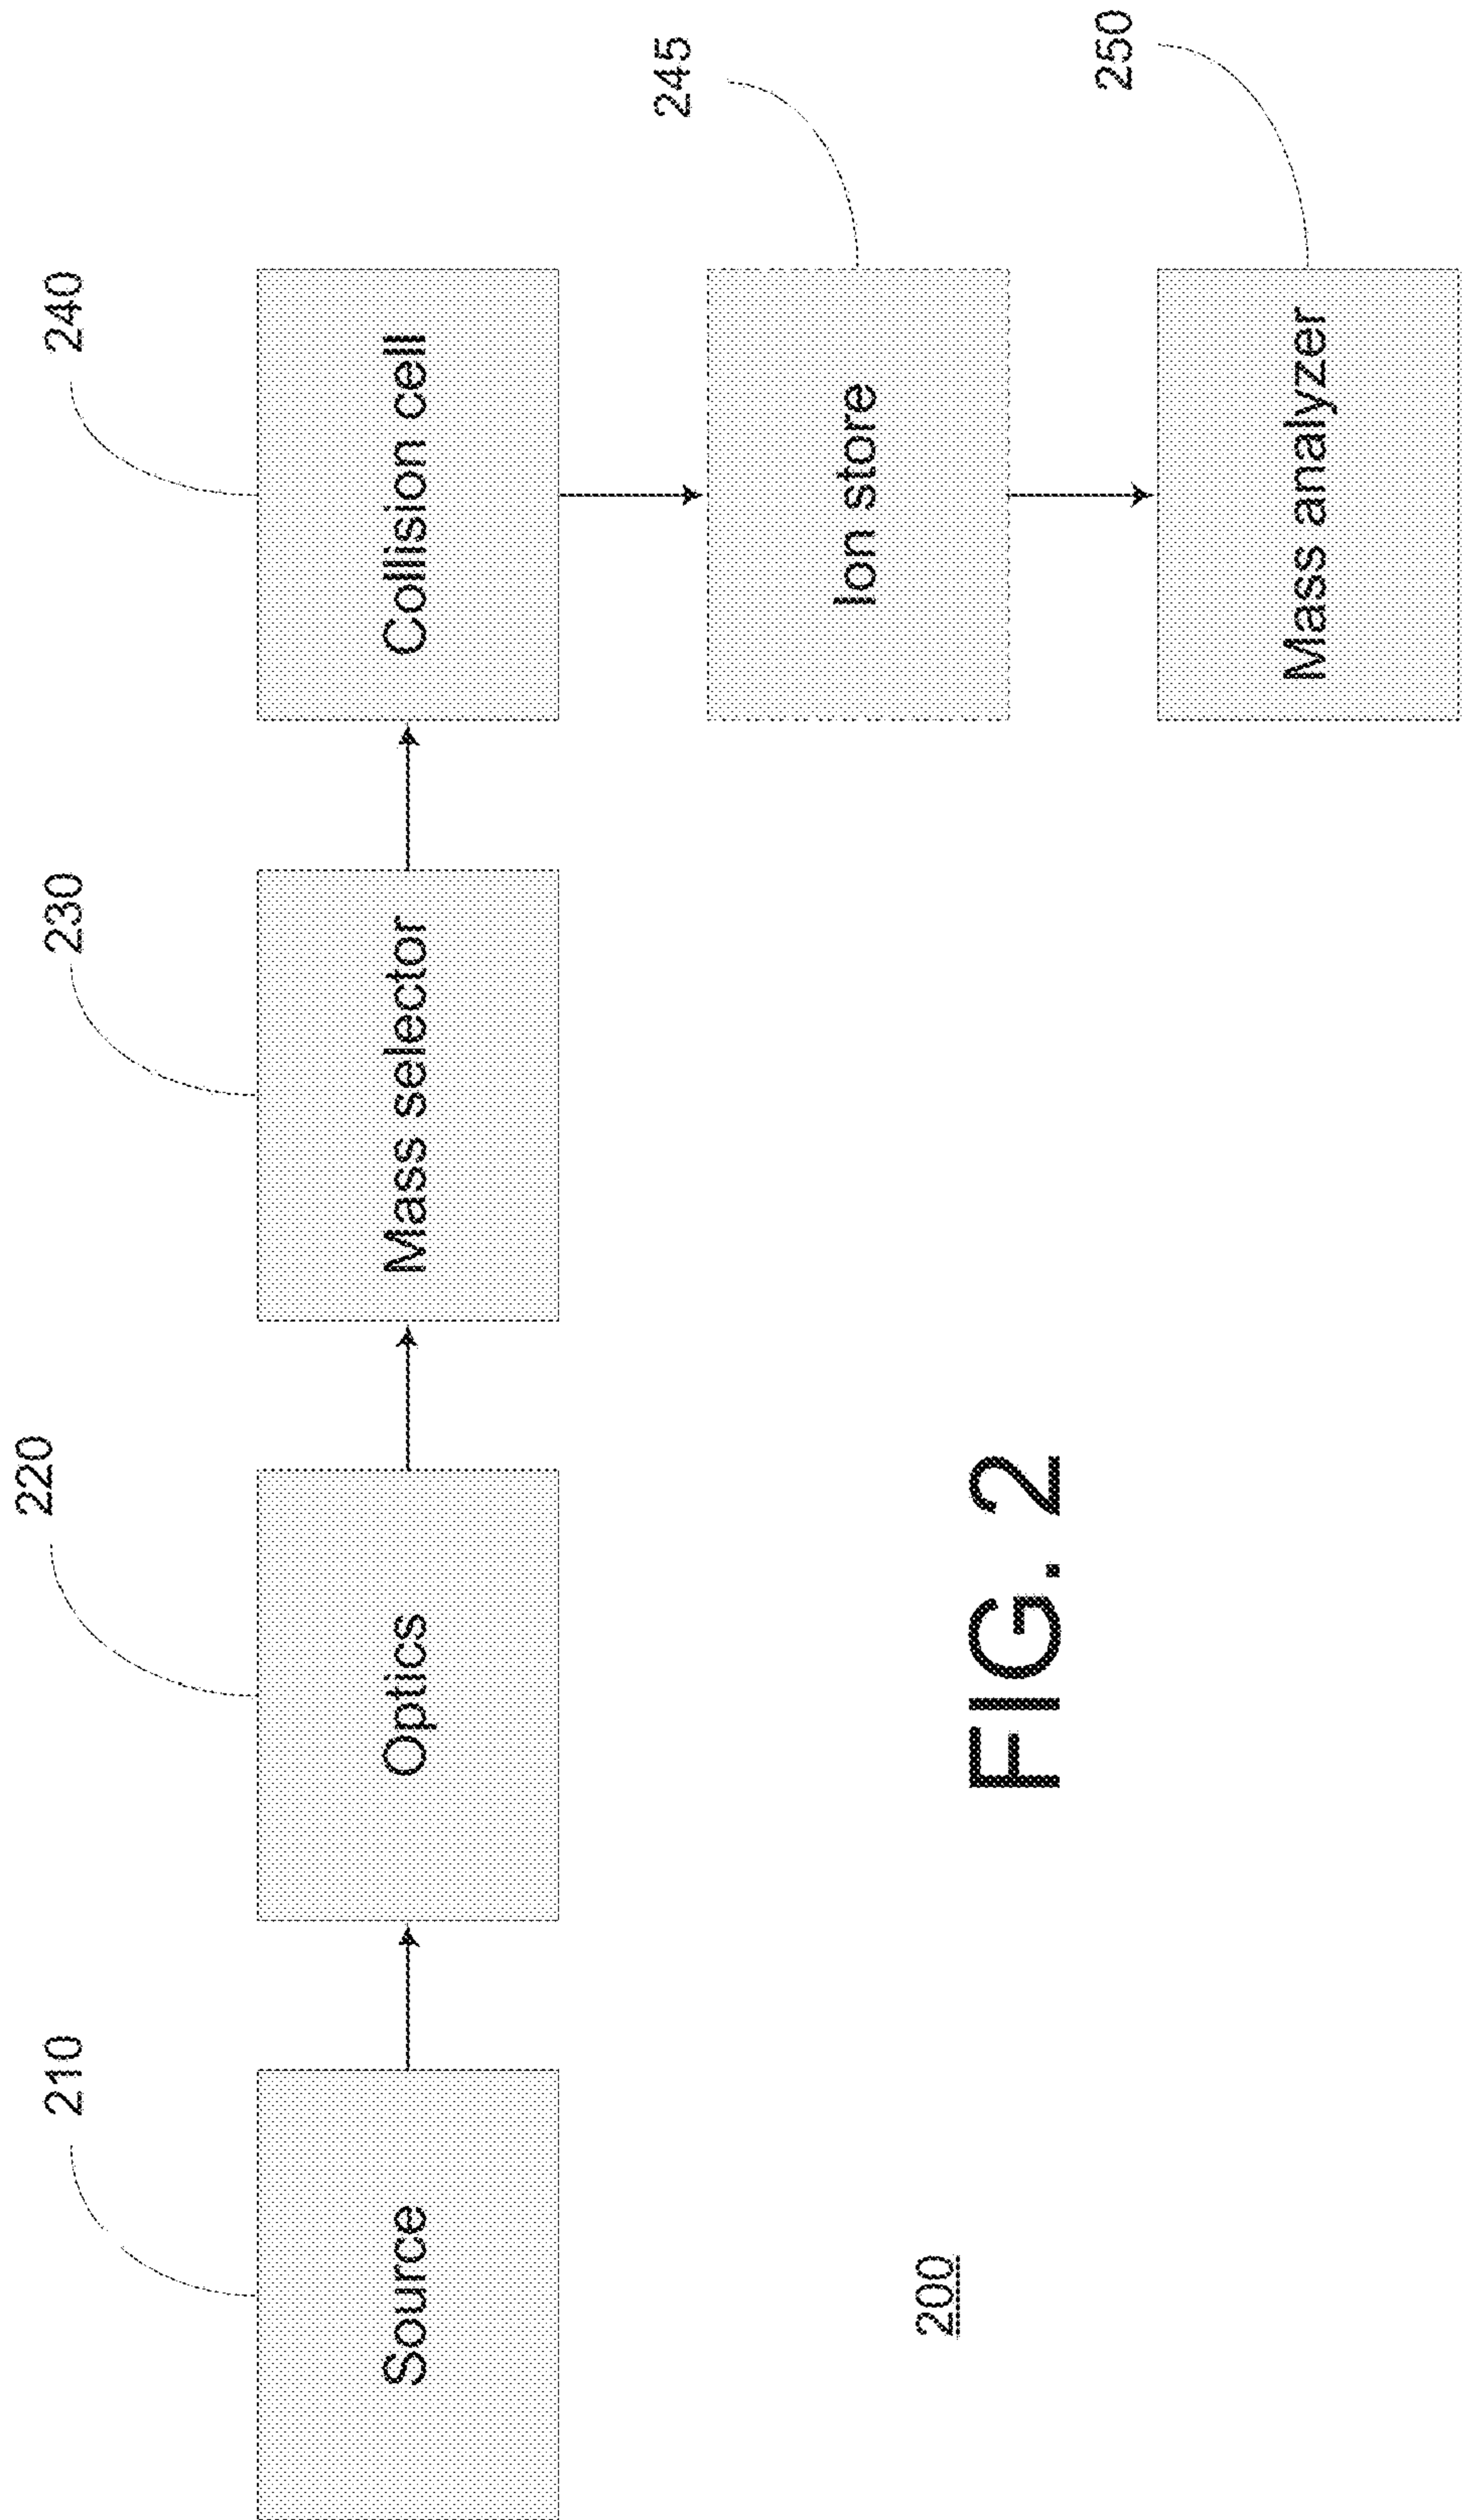 210
220
230
240
Source
Optics
Mass selector
Collision cell
245
Ion store
200
FIG. 2
250
Mass analyzer